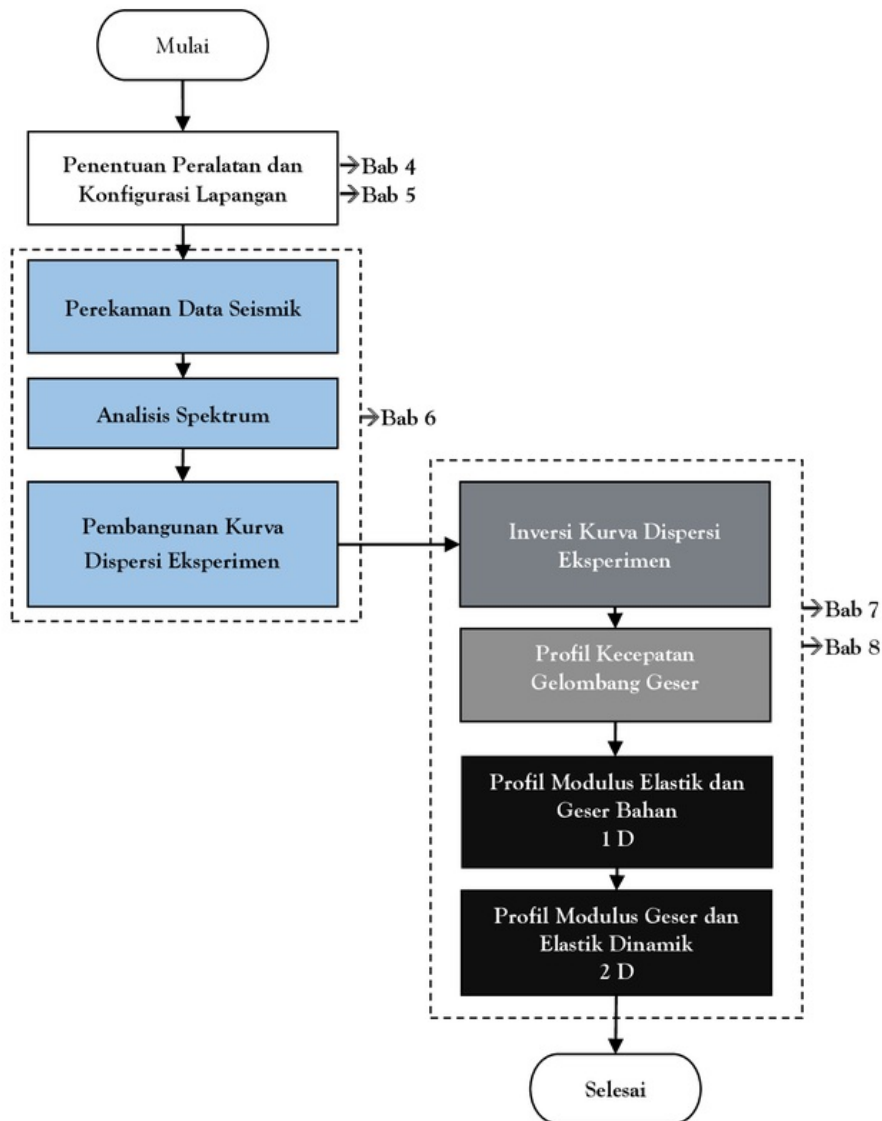 Mulai
Penentuan Peralatan dan
Konfigurasi Lapangan
→Bab 4
→Bab 5
Perekaman Data Seismik
Analisis Spektrum
→Bab 6
Pembangunan Kurva
Dispersi Eksperimen
Inversi Kurva Dispersi
Eksperimen
→Bab 7
→Bab 8
Profil Kecepatan
Gelombang Geser
Profil Modulus Elastik dan
Geser Bahan
1 D
Profil Modulus Geser dan
Elastik Dinamik
2 D
Selesai